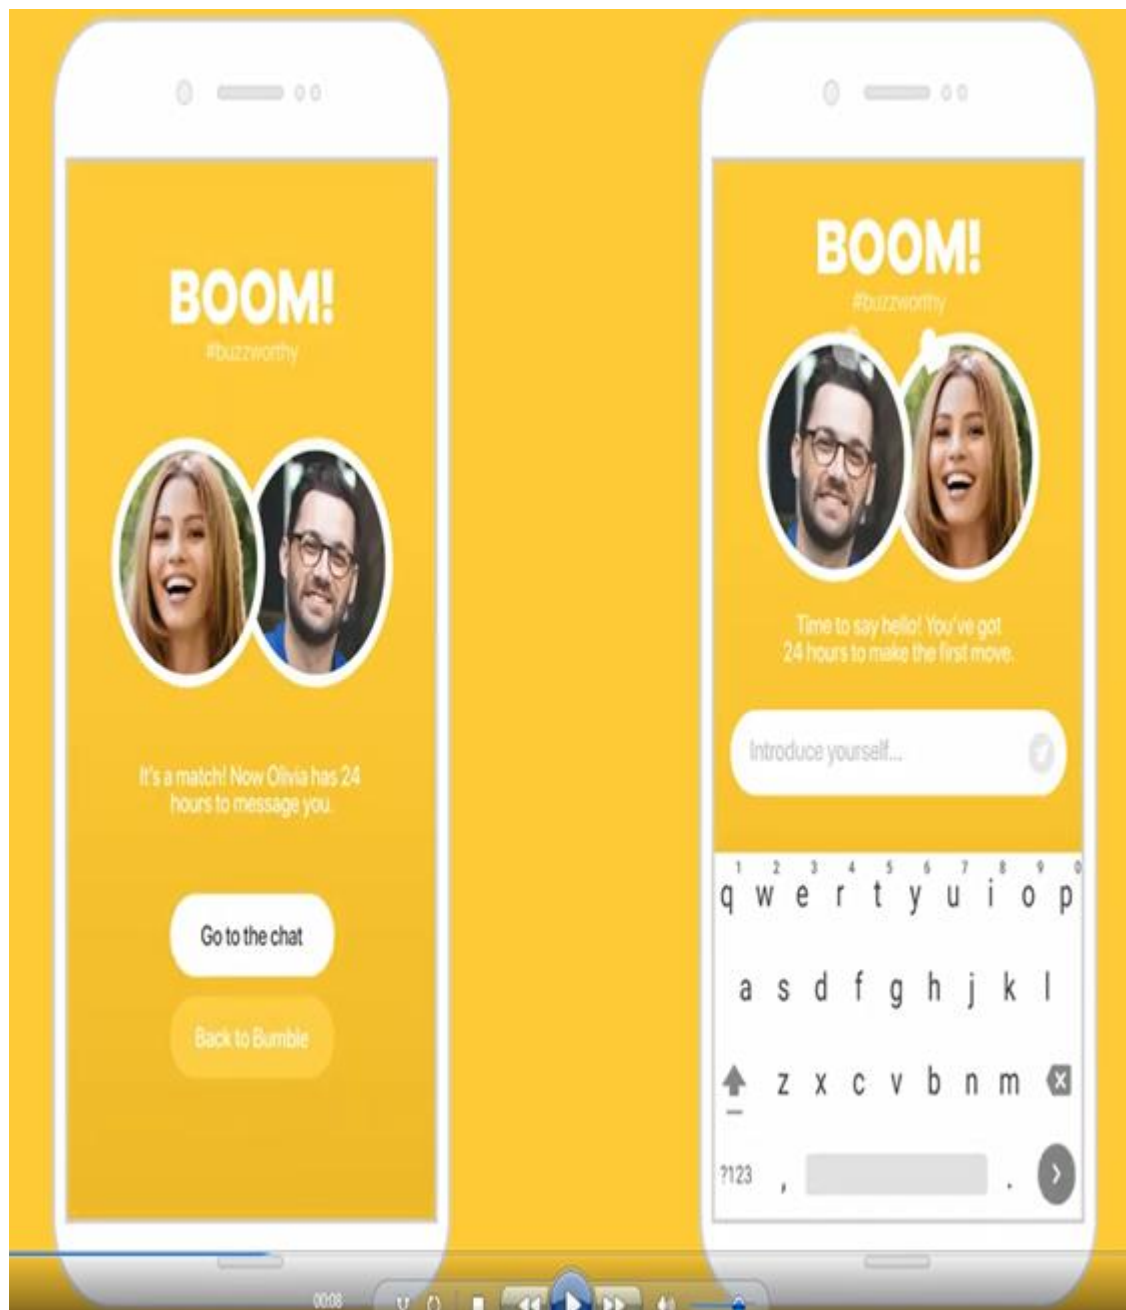 BOOM!
#buzzworthy
It's a match! Now Olivia has 24
hours to message you.
Go to the chat
Back to Bumble
BOOM!
#buzzworthy
Time to say hello! You've got
24 hours to make the first move.
Introduce yourself...
1 2 3 4 5 6 7 8 9 0
q w e r t y u i o p
a s d f g h j k l
z x c v b n m
?123 , .
00:08